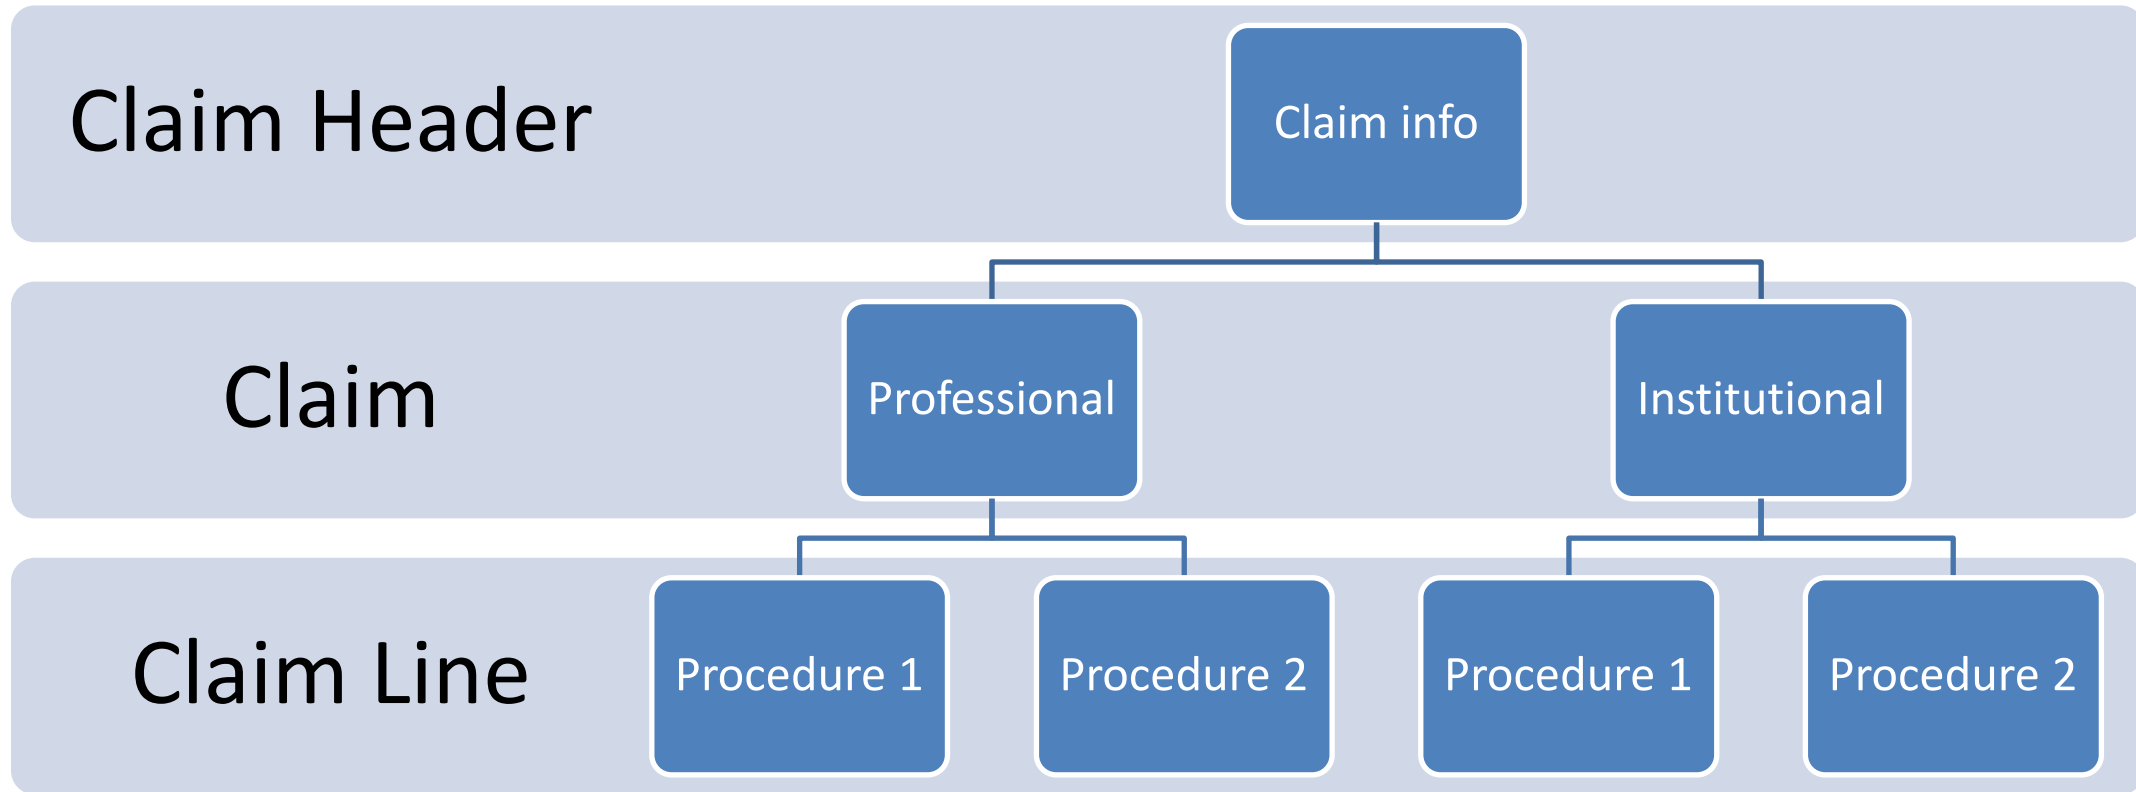 Claim Header
Claim info
Claim
Professional
Institutional
Claim Line
Procedure 1
Procedure 2
Procedure 1
Procedure 2